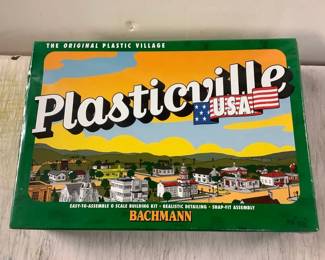 THE ORIGINAL PLASTIC VILLAGE
Plasticville
U.S.A.
EASY-TO-ASSEMBLE O SCALE BUILDING KIT • REALISTIC DETAILING • SNAP-FIT ASSEMBLY
BACHMANN